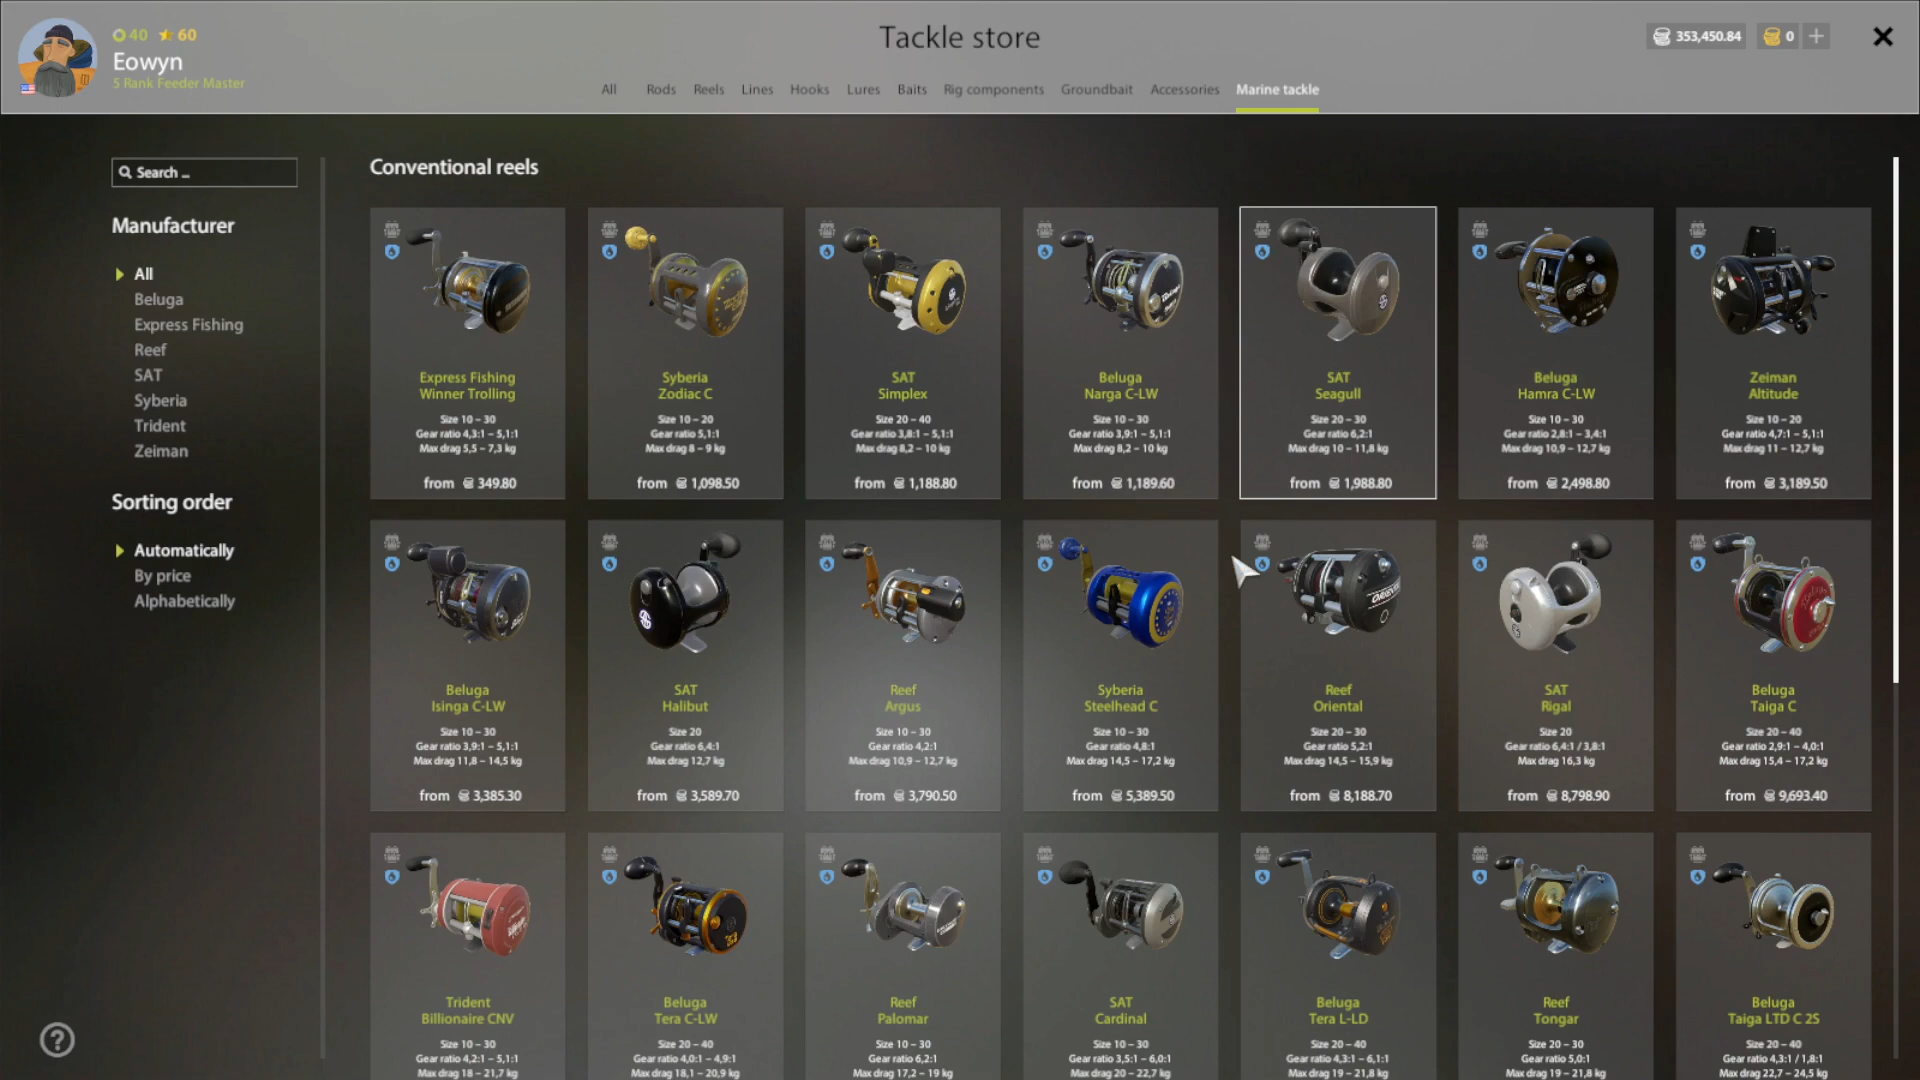 40 60
Eowyn
5 Rank Feeder Master
Tackle store
353,450.84 0 +
All Rods Reels Lines Hooks Lures Baits Rig components Groundbait Accessories Marine tackle
Search ...
Manufacturer
All
Beluga
Express Fishing
Reef
SAT
Syberia
Trident
Zeiman
Sorting order
Automatically
By price
Alphabetically
Conventional reels
Express Fishing
Winner Trolling
Size 10 – 30
Gear ratio 4,3:1 – 5,1:1
Max drag 5,5 – 7,3 kg
from 349.80
Syberia
Zodiac C
Size 10 – 20
Gear ratio 5,1:1
Max drag 8 – 9 kg
from 1,098.50
SAT
Simplex
Size 20 – 40
Gear ratio 3,8:1 – 5,1:1
Max drag 8,2 – 10 kg
from 1,188.80
Beluga
Narga C-LW
Size 10 – 30
Gear ratio 3,9:1 – 5,1:1
Max drag 8,2 – 10 kg
from 1,189.60
SAT
Seagull
Size 20 – 30
Gear ratio 6,2:1
Max drag 10 – 11,8 kg
from 1,988.80
Beluga
Hamra C-LW
Size 10 – 30
Gear ratio 2,8:1 – 3,4:1
Max drag 10,9 – 12,7 kg
from 2,498.80
Zeiman
Altitude
Size 10 – 20
Gear ratio 4,7:1 – 5,1:1
Max drag 11 – 12,7 kg
from 3,189.50
Beluga
Isinga C-LW
Size 10 – 30
Gear ratio 3,9:1 – 5,1:1
Max drag 11,8 – 14,5 kg
from 3,385.30
SAT
Halibut
Size 20
Gear ratio 6,4:1
Max drag 12,7 kg
from 3,589.70
Reef
Argus
Size 10 – 30
Gear ratio 4,2:1
Max drag 10,9 – 12,7 kg
from 3,790.50
Syberia
Steelhead C
Size 10 – 30
Gear ratio 4,8:1
Max drag 14,5 – 17,2 kg
from 5,389.50
ORIENTAL
Reef
Oriental
Size 20 – 30
Gear ratio 5,2:1
Max drag 14,5 – 15,9 kg
from 8,188.70
SAT
Rigal
Size 20
Gear ratio 6,4:1 / 3,8:1
Max drag 16,3 kg
from 8,798.90
Beluga
Taiga C
Size 20 – 40
Gear ratio 2,9:1 – 4,0:1
Max drag 15,4 – 17,2 kg
from 9,693.40
Trident
Billionaire CNV
Size 10 – 30
Gear ratio 4,2:1 – 5,1:1
Max drag 18 – 21,7 kg
Beluga
Tera C-LW
Size 20 – 40
Gear ratio 4,0:1 – 4,9:1
Max drag 18,1 – 20,9 kg
Reef
Palomar
Size 10 – 30
Gear ratio 6,2:1
Max drag 17,2 – 19 kg
SAT
Cardinal
Size 10 – 30
Gear ratio 3,5:1 – 6,0:1
Max drag 20 – 22,7 kg
Beluga
Tera L-LD
Size 20 – 40
Gear ratio 4,3:1 – 6,1:1
Max drag 19 – 21,8 kg
Reef
Tongar
Size 20 – 30
Gear ratio 5,0:1
Max drag 19 – 21,8 kg
Beluga
Taiga LTD C 2S
Size 20 – 40
Gear ratio 4,3:1 / 1,8:1
Max drag 22,7 – 24,5 kg
?